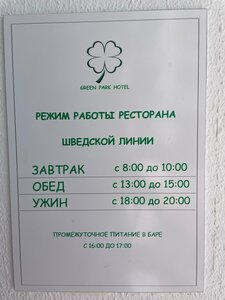 GREEN PARK HOTEL
РЕЖИМ РАБОТЫ РЕСТОРАНА
ШВЕДСКОЙ ЛИНИИ
ЗАВТРАК с 8:00 до 10:00
ОБЕД с 13:00 до 15:00
УЖИН с 18:00 до 20:00
ПРОМЕЖУТОЧНОЕ ПИТАНИЕ В БАРЕ
С 16:00 ДО 17:00